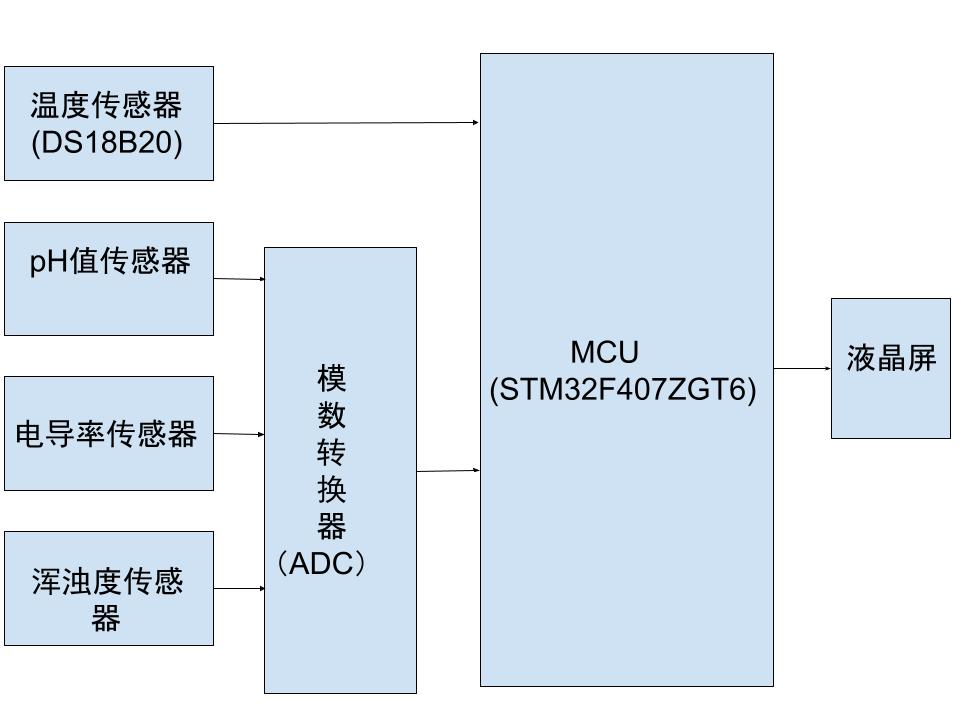 温度传感器
(DS18B20)
pH值传感器
电导率传感器
浑浊度传感
器
模
数
转
换
器
（ADC）
MCU
(STM32F407ZGT6)
液晶屏